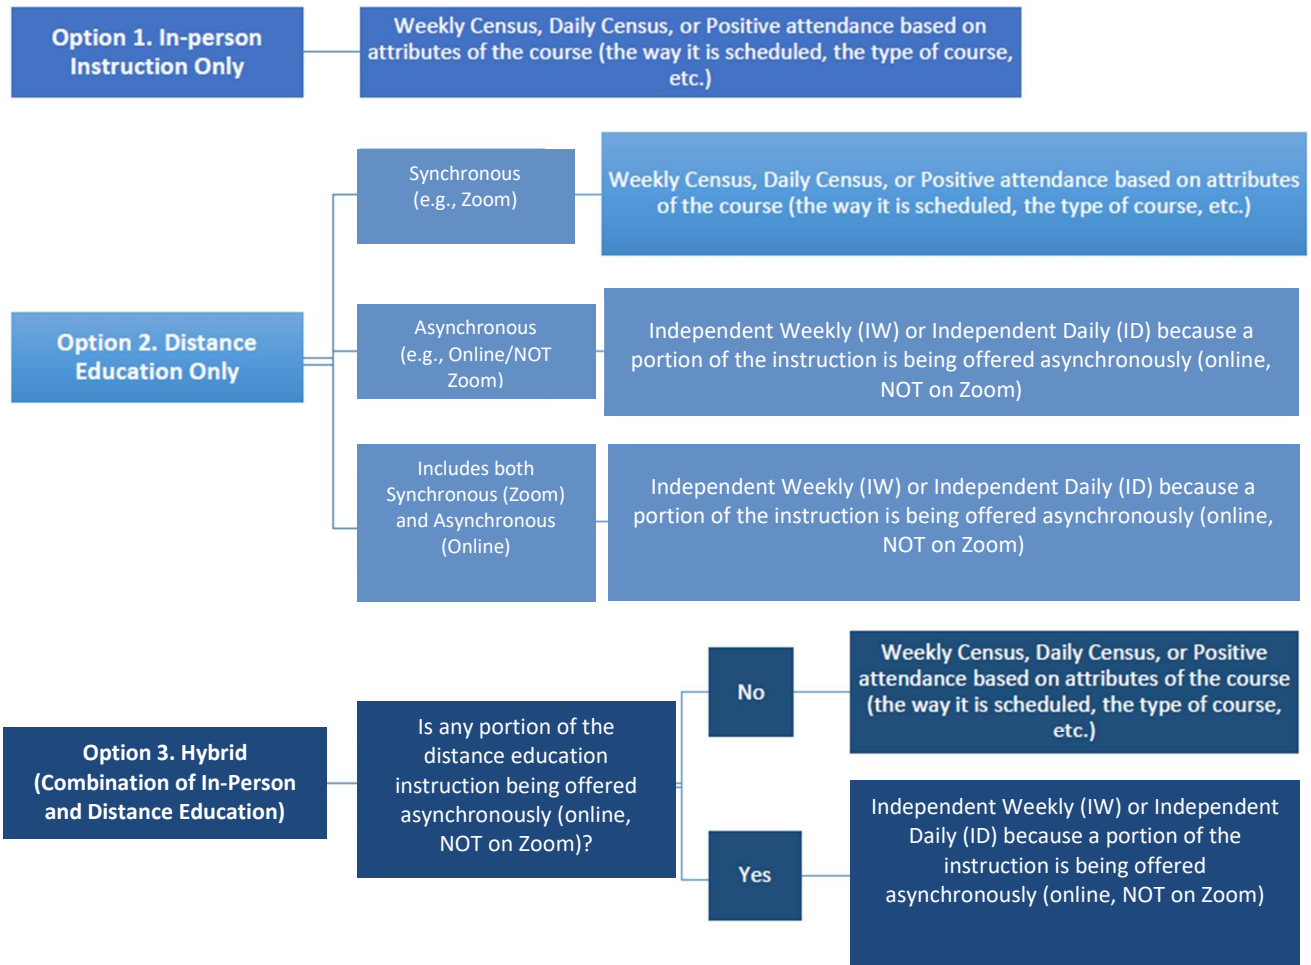 Option 1. In-person
Instruction Only
Weekly Census, Daily Census, or Positive attendance based on
attributes of the course (the way it is scheduled, the type of course,
etc.)
Synchronous
(e.g., Zoom)
Weekly Census, Daily Census, or Positive attendance based on attributes
of the course (the way it is scheduled, the type of course, etc.)
Option 2. Distance
Education Only
Asynchronous
(e.g., Online/NOT
Zoom)
Independent Weekly (IW) or Independent Daily (ID) because a
portion of the instruction is being offered asynchronously (online,
NOT on Zoom)
Includes both
Synchronous (Zoom)
and Asynchronous
(Online)
Independent Weekly (IW) or Independent Daily (ID) because a
portion of the instruction is being offered asynchronously (online,
NOT on Zoom)
Option 3. Hybrid
(Combination of In-Person
and Distance Education)
Is any portion of the
distance education
instruction being offered
asynchronously (online,
NOT on Zoom)?
No
Weekly Census, Daily Census, or Positive
attendance based on attributes of the course
(the way it is scheduled, the type of course,
etc.)
Yes
Independent Weekly (IW) or Independent
Daily (ID) because a portion of the
instruction is being offered
asynchronously (online, NOT on Zoom)